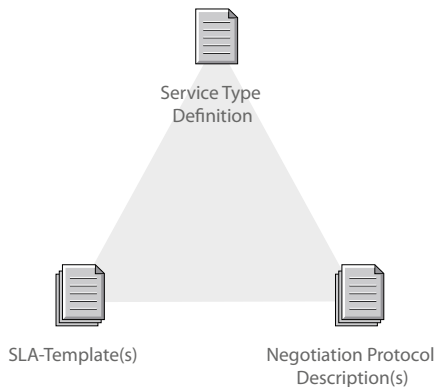 Service Type
Definition
SLA-Template(s)
Negotiation Protocol
Description(s)